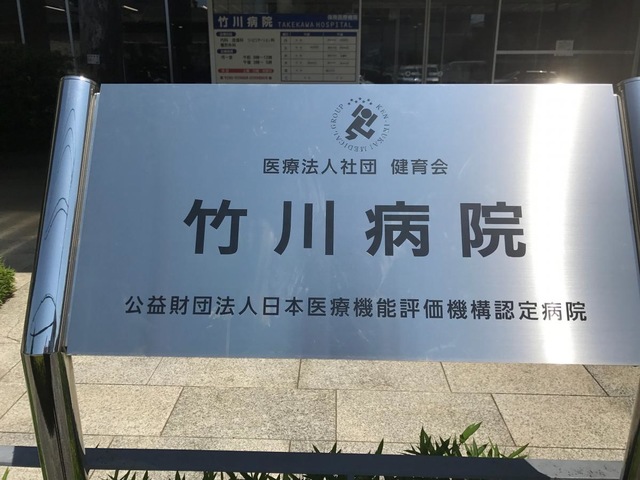 竹川病院
TAKEKAWA HOSPITAL
KEN-IKUKAI MEDICAL GROUP
医療法人社団 健育会
竹川病院
公益財団法人日本医療機能評価機構認定病院